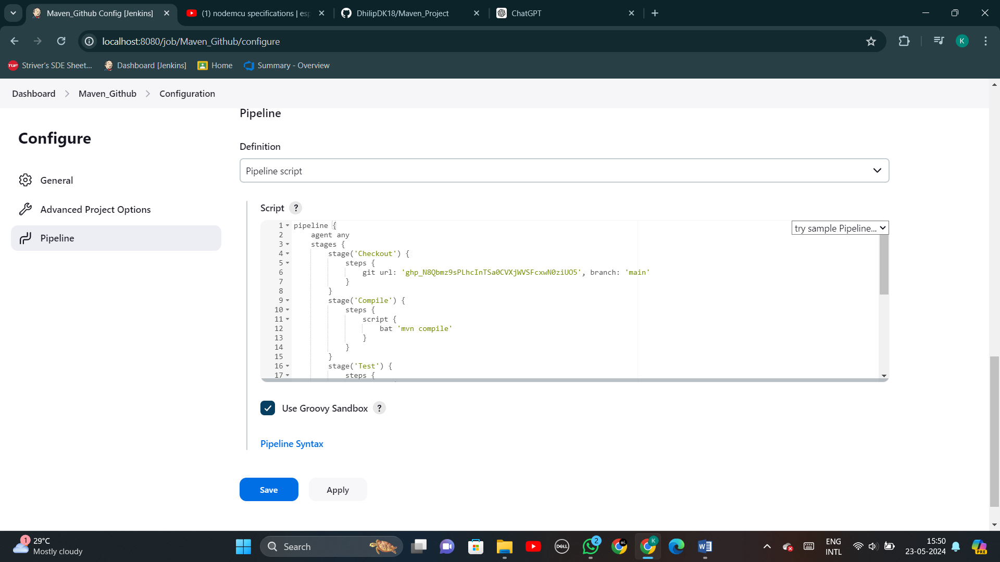 Maven_Github Config [Jenkins]
(1) nodemcu specifications | esp
DhilipDK18/Maven_Project
ChatGPT
localhost:8080/job/Maven_Github/configure
K
TUF Striver's SDE Sheet...
Dashboard [Jenkins]
Home
Summary - Overview
Dashboard > Maven_Github > Configuration
Configure
General
Advanced Project Options
Pipeline
Pipeline
Definition
Pipeline script
Script ?
try sample Pipeline...
1 pipeline {
2 agent any
3 stages {
4 stage('Checkout') {
5 steps {
6 git url: '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', branch: 'main'
7 }
8 }
9 stage('Compile') {
10 steps {
11 script {
12 bat 'mvn compile'
13 }
14 }
15 }
16 stage('Test') {
17 steps {
Use Groovy Sandbox ?
Pipeline Syntax
Save
Apply
1
29°C
Mostly cloudy
Search
DELL
2
K
W
ENG
INTL
15:50
23-05-2024
PRE